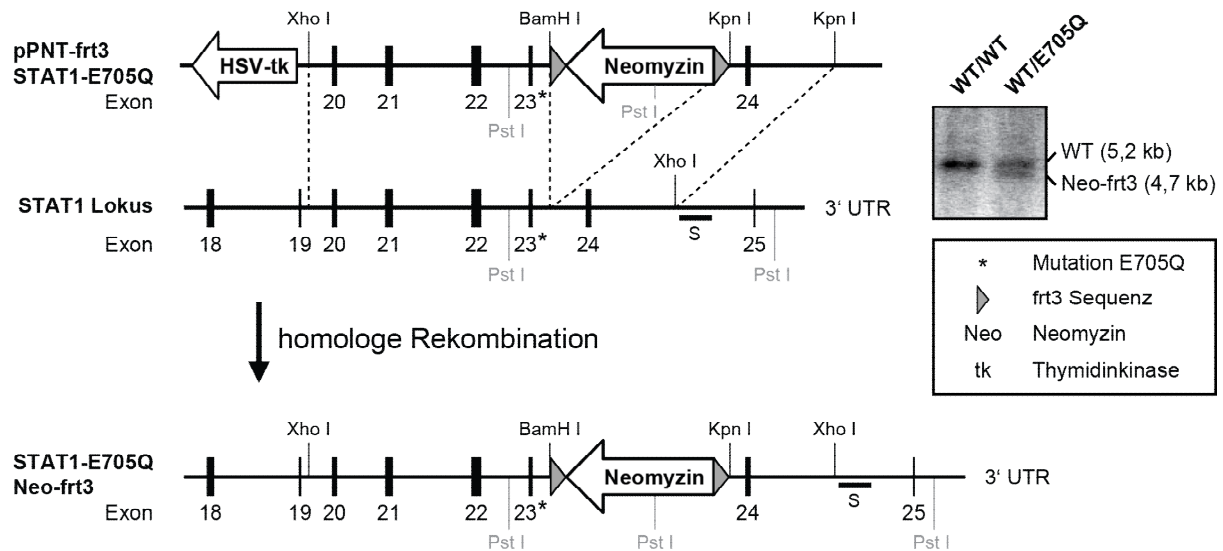 Xho I BamH I Kpn I Kpn I
pPNT-frt3
STAT1-E705Q
HSV-tk Neomyzin
Exon 20 21 22 23* 24
Pst I Pst I
Xho I
STAT1 Lokus 3‘ UTR
Exon 18 19 20 21 22 23* 24 S 25
Pst I Pst I
homologe Rekombination
Xho I BamH I Kpn I Xho I
STAT1-E705Q
Neo-frt3
Neomyzin 3‘ UTR
Exon 18 19 20 21 22 23* 24 S 25
Pst I Pst I Pst I
WT/WT
WT/E705Q
WT (5,2 kb)
Neo-frt3 (4,7 kb)
* Mutation E705Q
frt3 Sequenz
Neo Neomyzin
tk Thymidinkinase